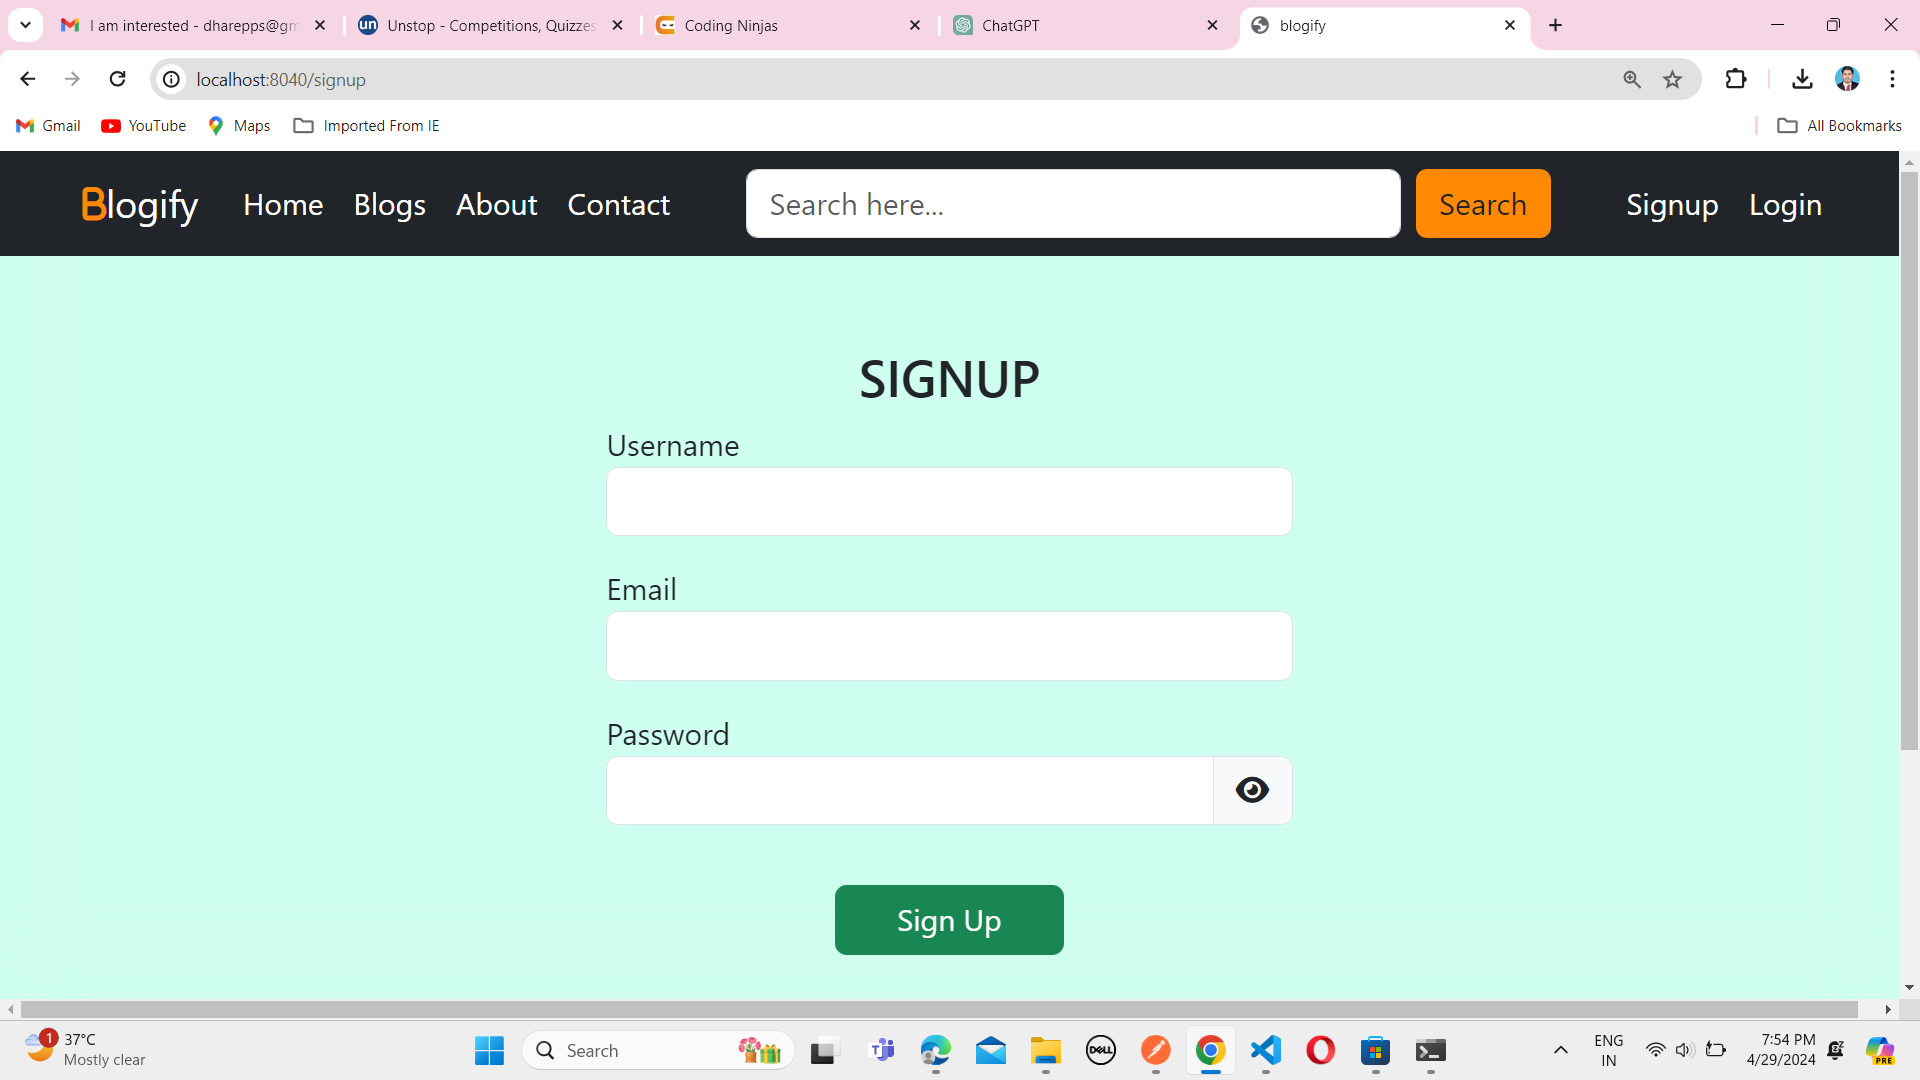 I am interested - dharepps@gm
Unstop - Competitions, Quizzes
Coding Ninjas
ChatGPT
blogify
localhost:8040/signup
Gmail
YouTube
Maps
Imported From IE
All Bookmarks
Blogify
Home
Blogs
About
Contact
Search here...
Search
Signup
Login
SIGNUP
Username
Email
Password
Sign Up
1
37°C
Mostly clear
Search
DELL
ENG
IN
7:54 PM
4/29/2024
PRE